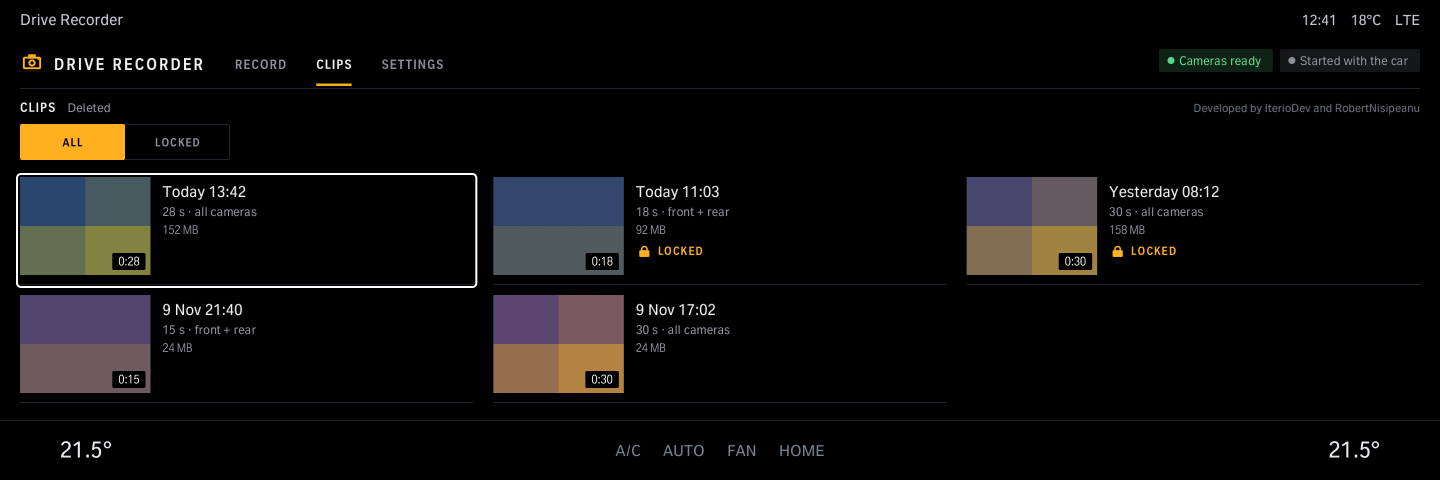 Drive Recorder
12:41 18°C LTE
DRIVE RECORDER RECORD CLIPS SETTINGS
Cameras ready Started with the car
CLIPS Deleted
Developed by IterioDev and RobertNisipeanu
ALL LOCKED
Today 13:42
28 s · all cameras
152 MB
0:28
Today 11:03
18 s · front + rear
92 MB
LOCKED
0:18
Yesterday 08:12
30 s · all cameras
158 MB
LOCKED
0:30
9 Nov 21:40
15 s · front + rear
24 MB
0:15
9 Nov 17:02
30 s · all cameras
24 MB
0:30
21.5° A/C AUTO FAN HOME 21.5°